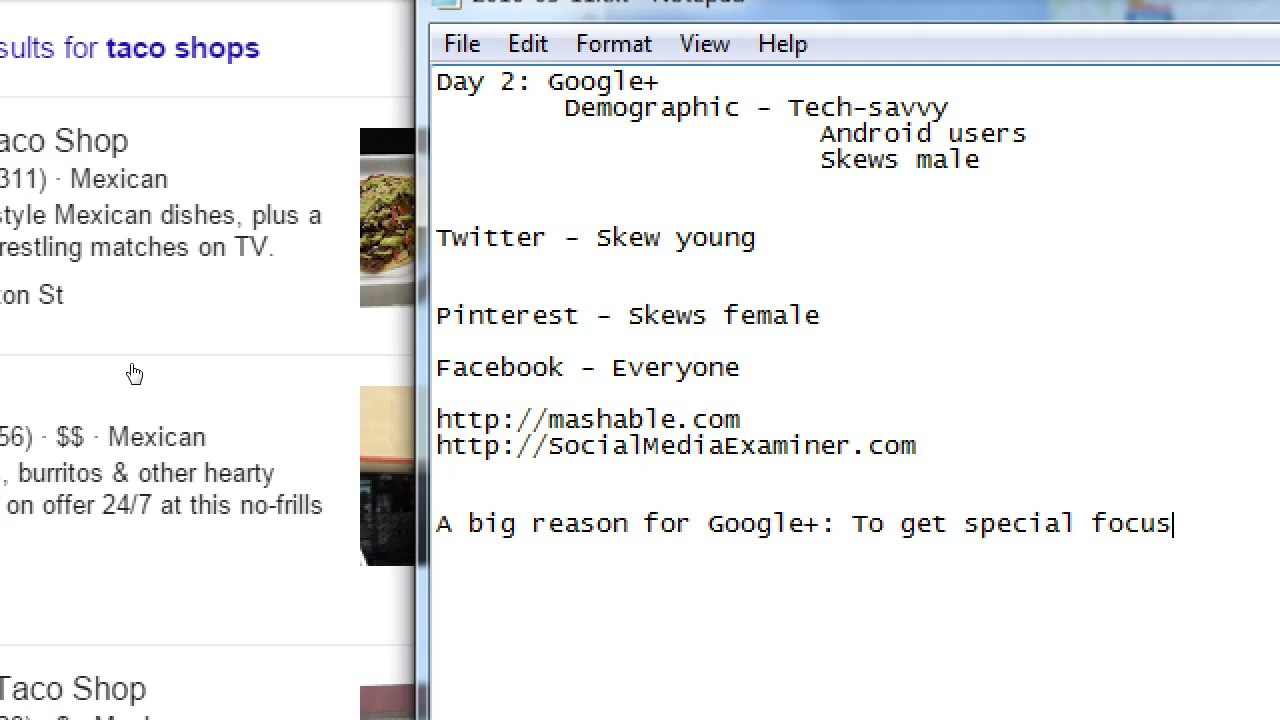 sults for taco shops
aco Shop
311) · Mexican
style Mexican dishes, plus a
restling matches on TV.
ton St
56) · $$ · Mexican
, burritos & other hearty
on offer 24/7 at this no-frills
Taco Shop
File Edit Format View Help
Day 2: Google+
Demographic - Tech-savvy
Android users
Skews male
Twitter - Skew young
Pinterest - Skews female
Facebook - Everyone
http://mashable.com
http://SocialMediaExaminer.com
A big reason for Google+: To get special focus